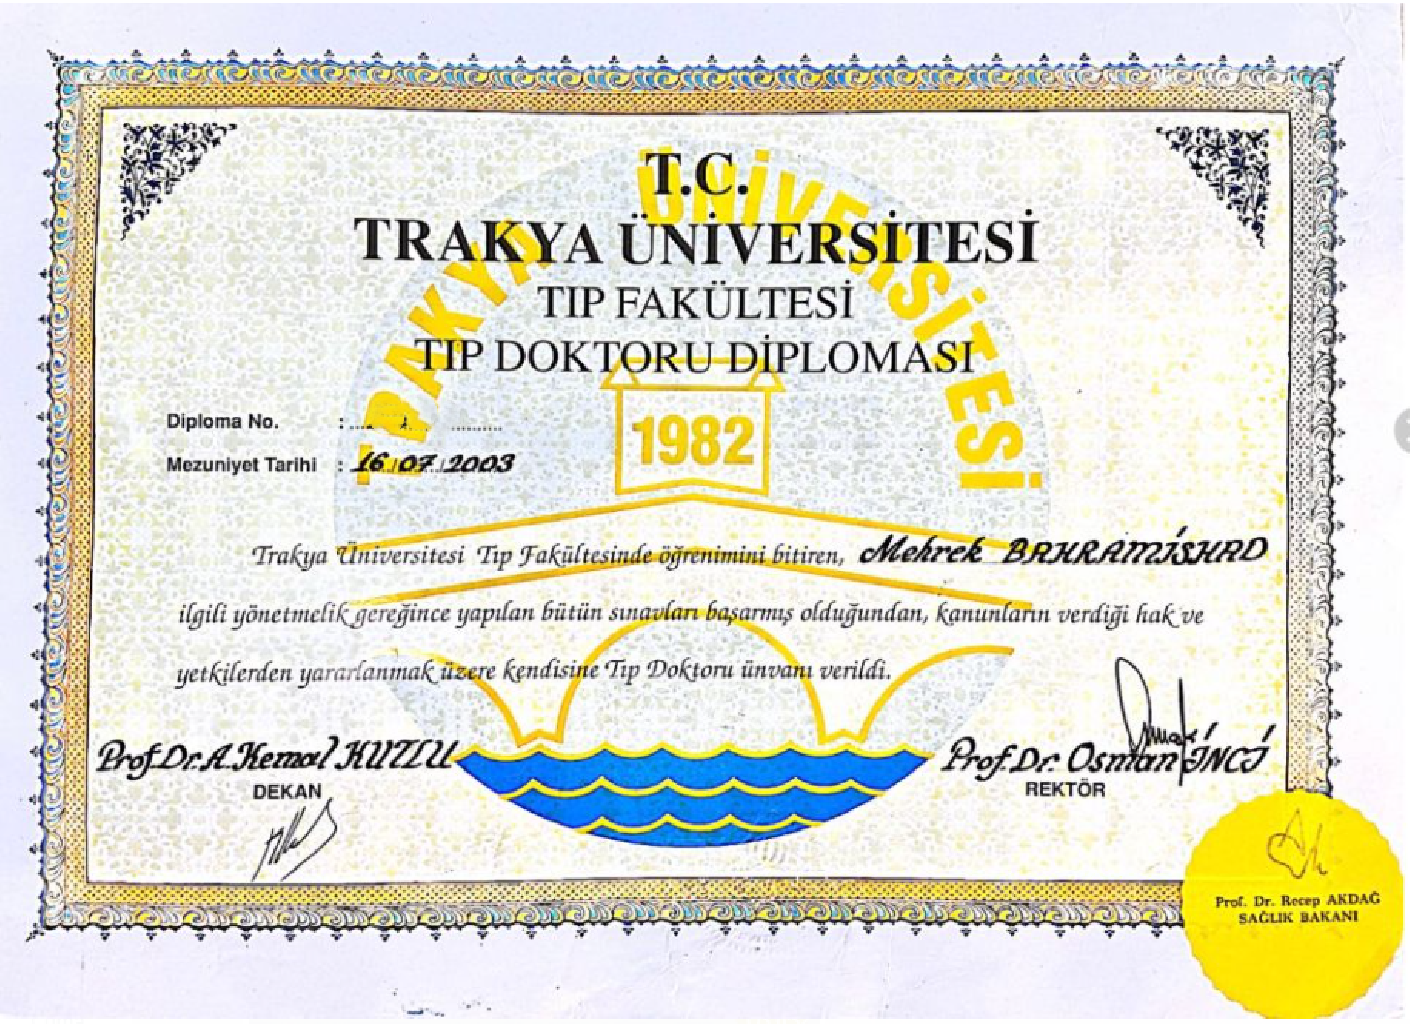 T.C.
TRAKYA ÜNİVERSİTESİ
TRAKYA ÜNİVERSİTESİ
TIP FAKÜLTESİ
TIP DOKTORU DİPLOMASI
1982
Diploma No. :
Mezuniyet Tarihi : 16/07/2003
Trakya Üniversitesi Tıp Fakültesinde öğrenimini bitiren, Mehrek BAHRAMİSHAD
ilgili yönetmelik gereğince yapılan bütün sınavları başarmış olduğundan, kanunların verdiği hak ve
yetkilerden yararlanmak üzere kendisine Tıp Doktoru ünvanı verildi.
Prof.Dr.A.Kemal KUTLU
DEKAN
Prof.Dr. Osman İNCİ
REKTÖR
Prof. Dr. Recep AKDAĞ
SAĞLIK BAKANI